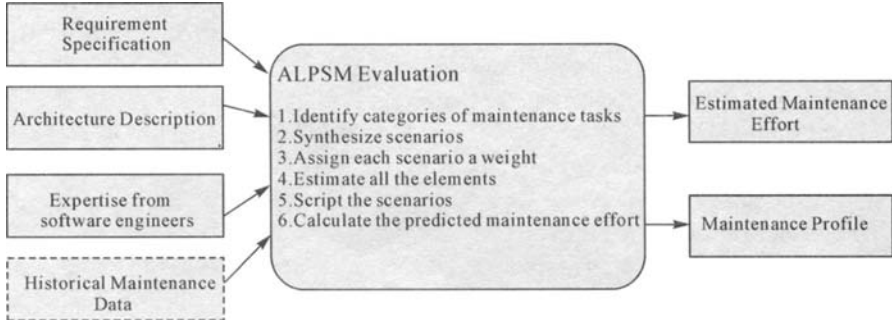 Requirement
Specification
Architecture Description
Expertise from
software engineers
Historical Maintenance
Data
ALPSM Evaluation
1.Identify categories of maintenance tasks
2.Synthesize scenarios
3.Assign each scenario a weight
4.Estimate all the elements
5.Script the scenarios
6.Calculate the predicted maintenance effort
Estimated Maintenance
Effort
Maintenance Profile